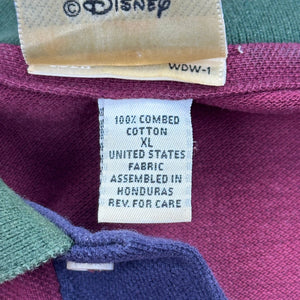 ©DISNEY
WDW-1
100% COMBED
COTTON
XL
UNITED STATES
FABRIC
ASSEMBLED IN
HONDURAS
REV. FOR CARE